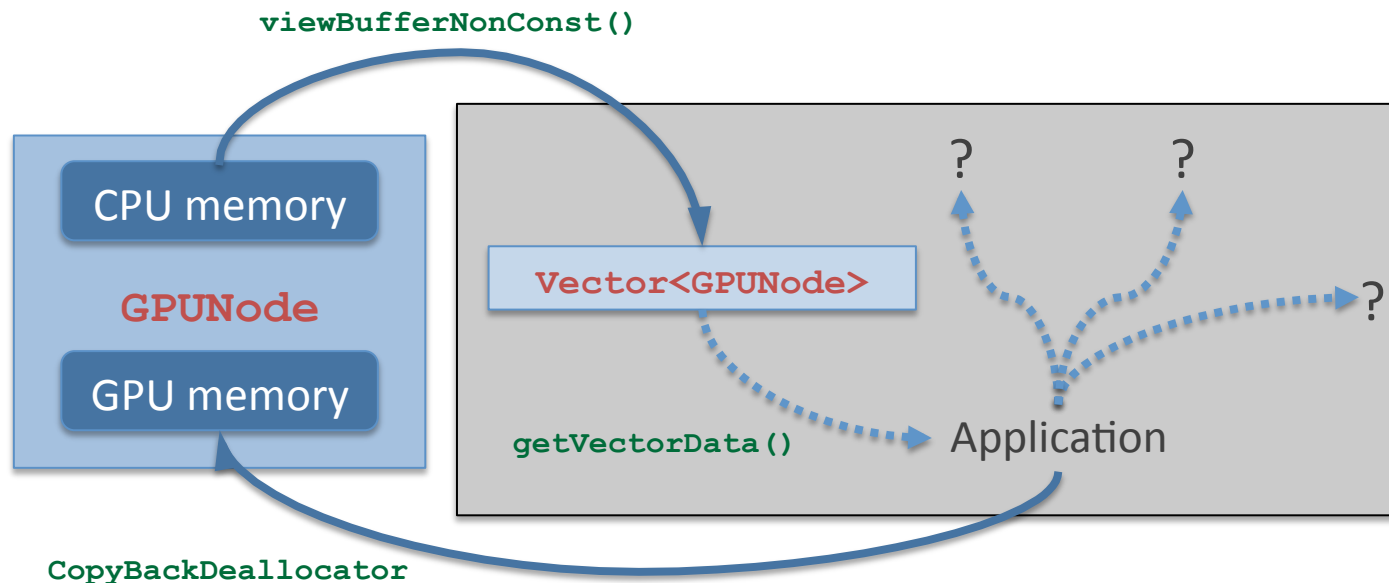 viewBufferNonConst()
CPU memory
GPUNode
GPU memory
Vector<GPUNode>
?
?
?
getVectorData()
Application
CopyBackDeallocator